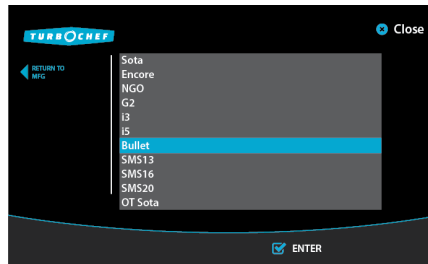 TURBOCHEF
Close
RETURN TO
MFG
Sota
Encore
NGO
G2
i3
i5
Bullet
SMS13
SMS16
SMS20
OT Sota
ENTER